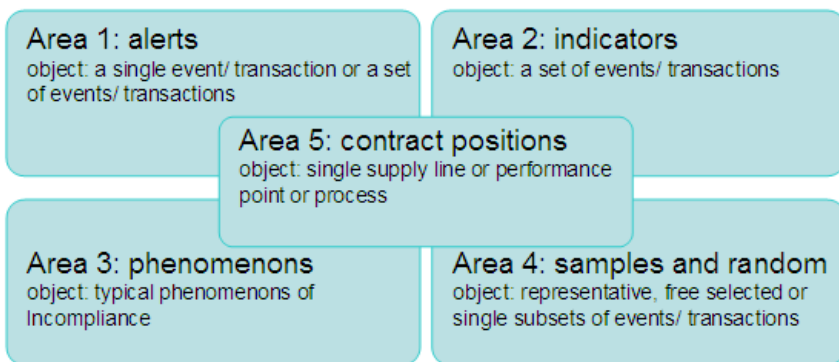 Area 1: alerts
object: a single event/ transaction or a set
of events/ transactions
Area 2: indicators
object: a set of events/ transactions
Area 5: contract positions
object: single supply line or performance
point or process
Area 3: phenomenons
object: typical phenomenons of
Incompliance
Area 4: samples and random
object: representative, free selected or
single subsets of events/ transactions